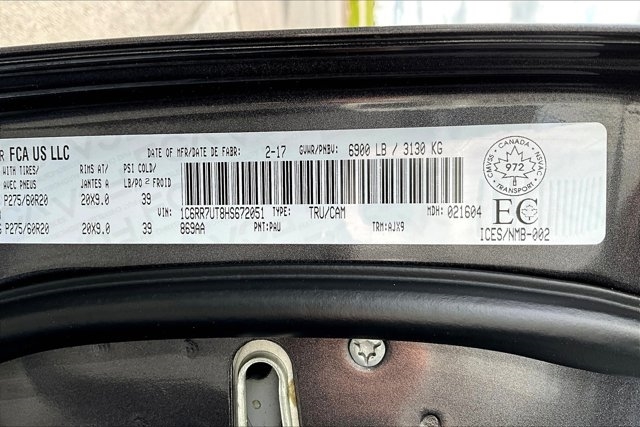 R FCA US LLC
DATE OF MFR/DATE DE FABR: 2-17 GVWR/PNBV: 6900 LB / 3130 KG
WITH TIRES/ RIMS AT/ PSI COLD/
AVEC PNEUS JANTES A LB/PO 2 FROID
P275/60R20 20X9.0 39
VIN: 1C6RR7UT8HS672051 TYPE: TRU/CAM MDH: 021604
P275/60R20 20X9.0 39 869AA PNT:PAU TRM:AJX9
CANADA
CMVSS NSVAC
972
TRANSPORT
EC
ICES/NMB-002